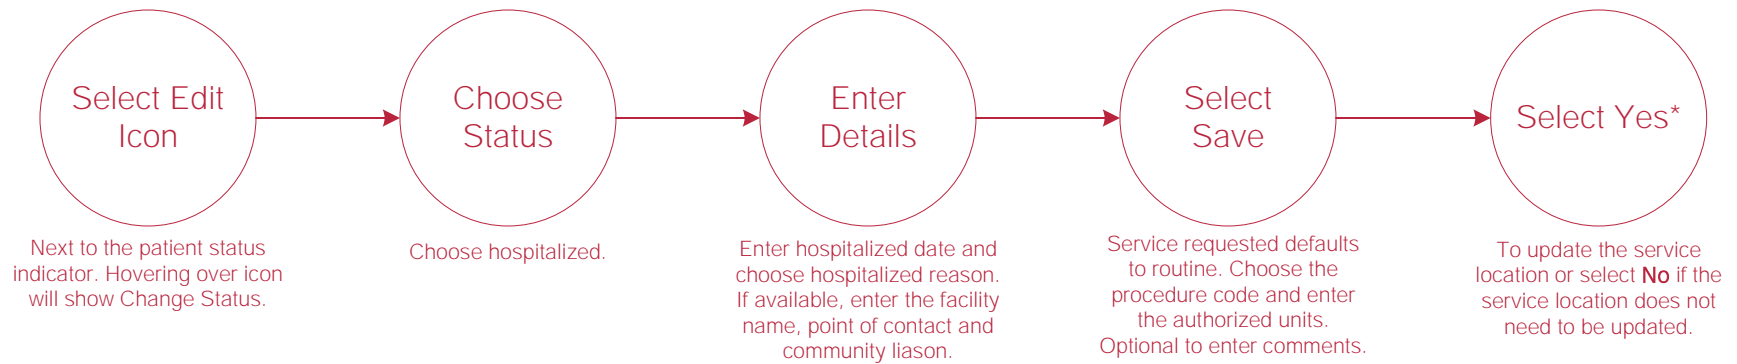 Select Edit
Icon
Next to the patient status
indicator. Hovering over icon
will show Change Status.
Choose
Status
Choose hospitalized.
Enter
Details
Enter hospitalized date and
choose hospitalized reason.
If available, enter the facility
name, point of contact and
community liason.
Select
Save
Service requested defaults
to routine. Choose the
procedure code and enter
the authorized units.
Optional to enter comments.
Select Yes*
To update the service
location or select No if the
service location does not
need to be updated.